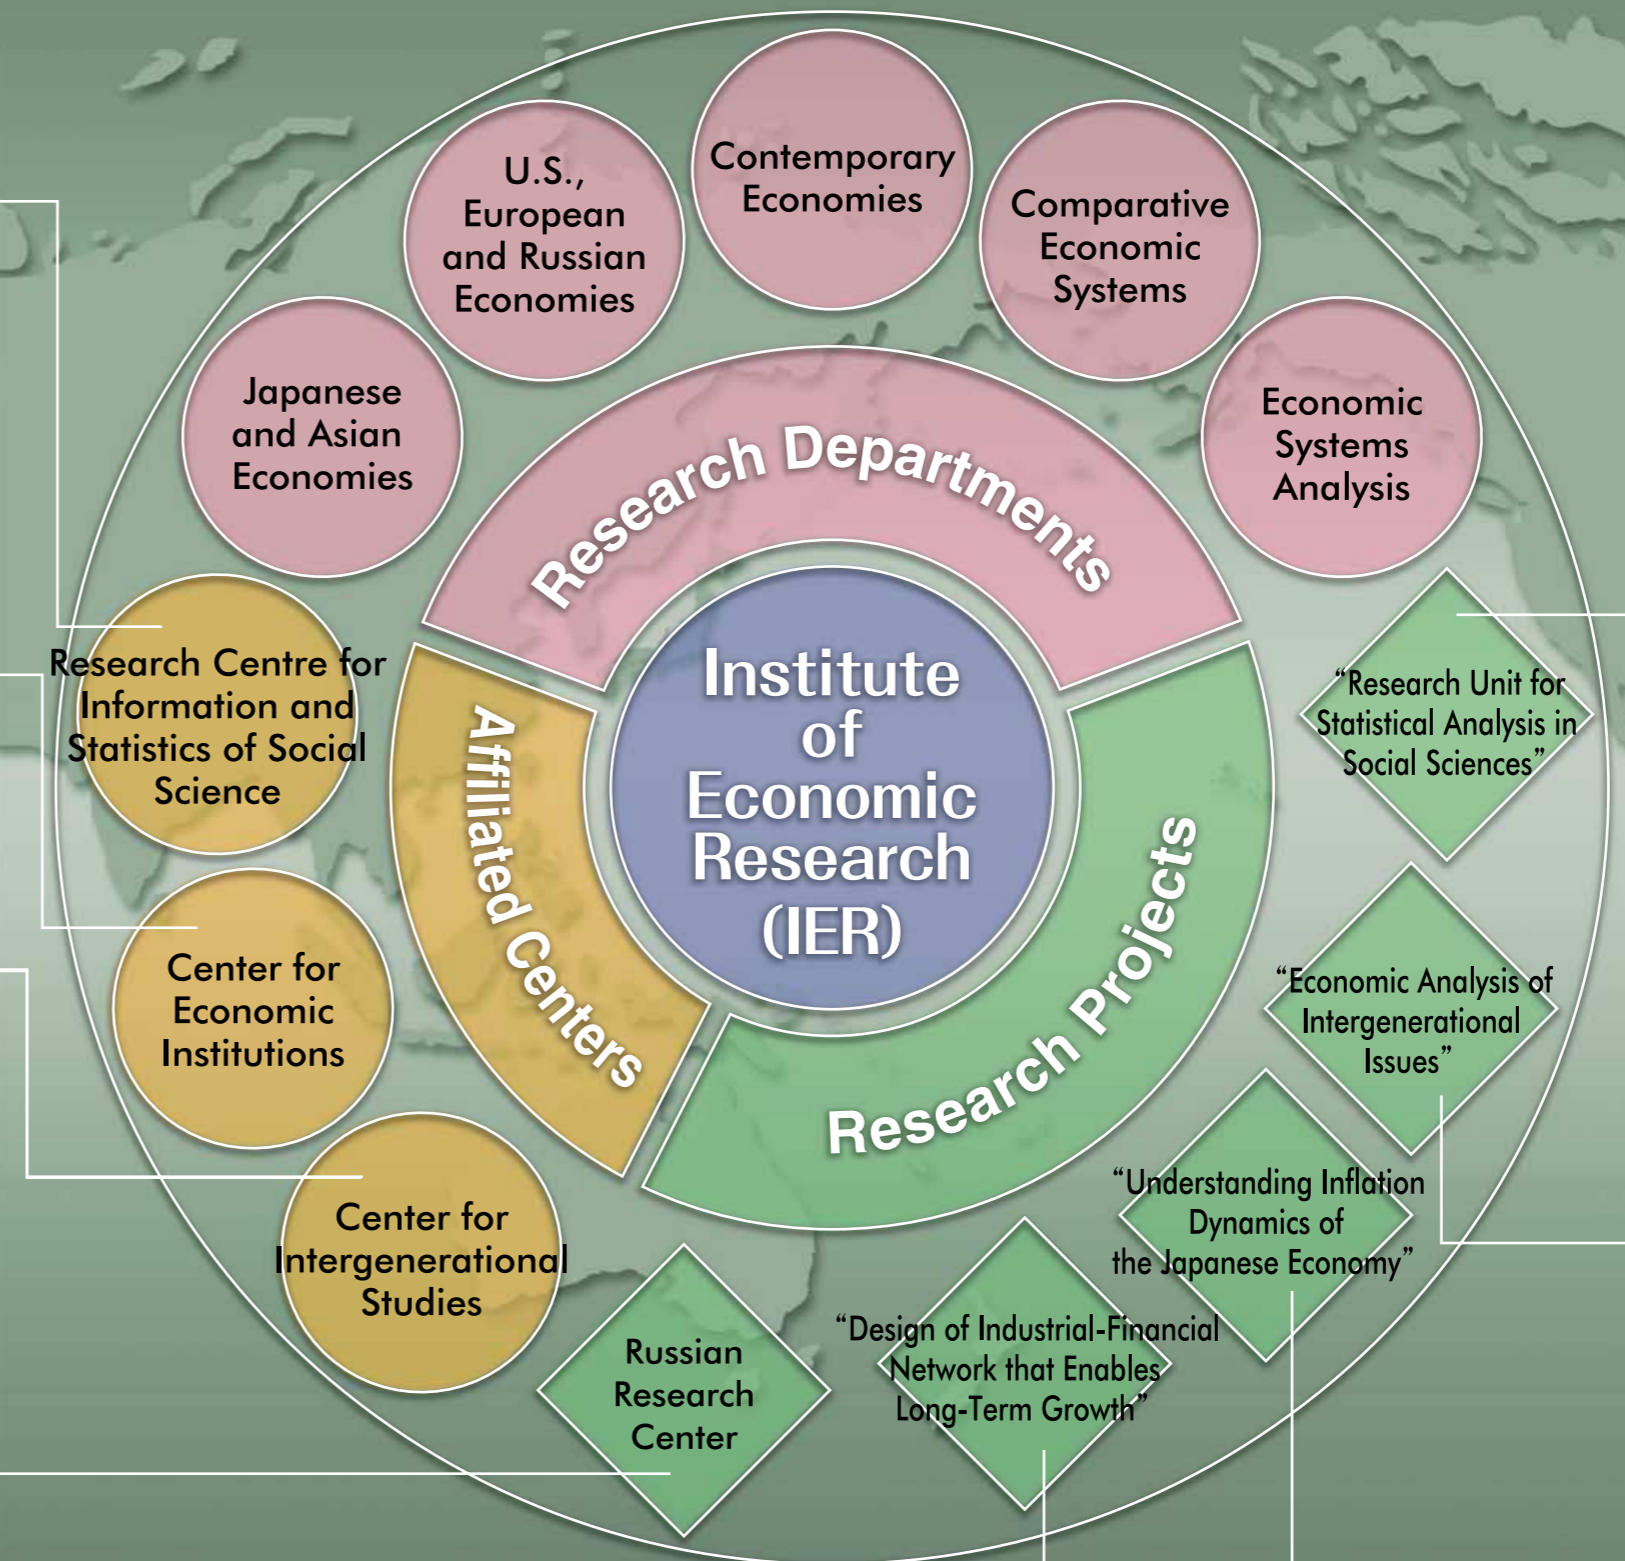 Contemporary
Economies
U.S.,
European
and Russian
Economies
Comparative
Economic
Systems
Japanese
and Asian
Economies
Economic
Systems
Analysis
Research Departments
Research Centre for
Information and
Statistics of Social
Science
Institute
of
Economic
Research
(IER)
“Research Unit for
Statistical Analysis in
Social Sciences”
Affiliated Centers
Research Projects
Center for
Economic
Institutions
“Economic Analysis of
Intergenerational
Issues”
Center for
Intergenerational
Studies
“Understanding Inflation
Dynamics of
the Japanese Economy”
“Design of Industrial-Financial
Network that Enables
Long-Term Growth”
Russian
Research
Center